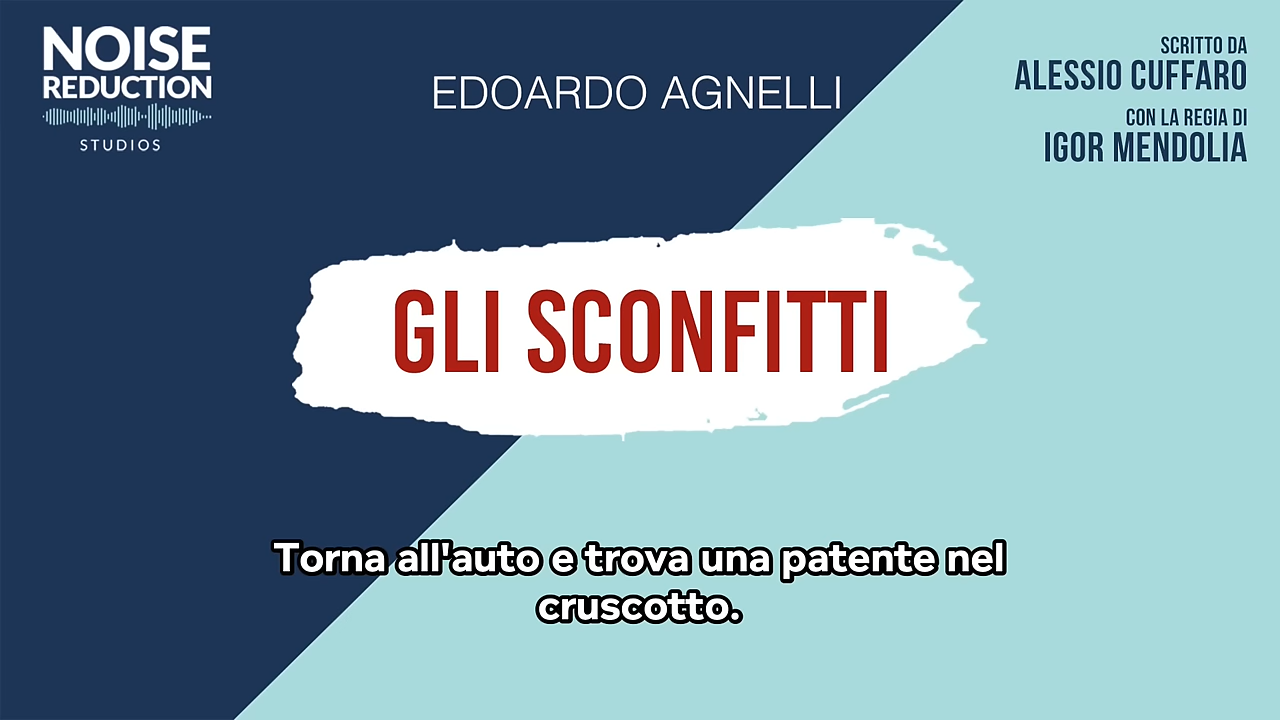 NOISE
REDUCTION
STUDIOS
EDOARDO AGNELLI
SCRITTO DA
ALESSIO CUFFARO
CON LA REGIA DI
IGOR MENDOLIA
GLI SCONFITTI
Torna all'auto e trova una patente nel
cruscotto.